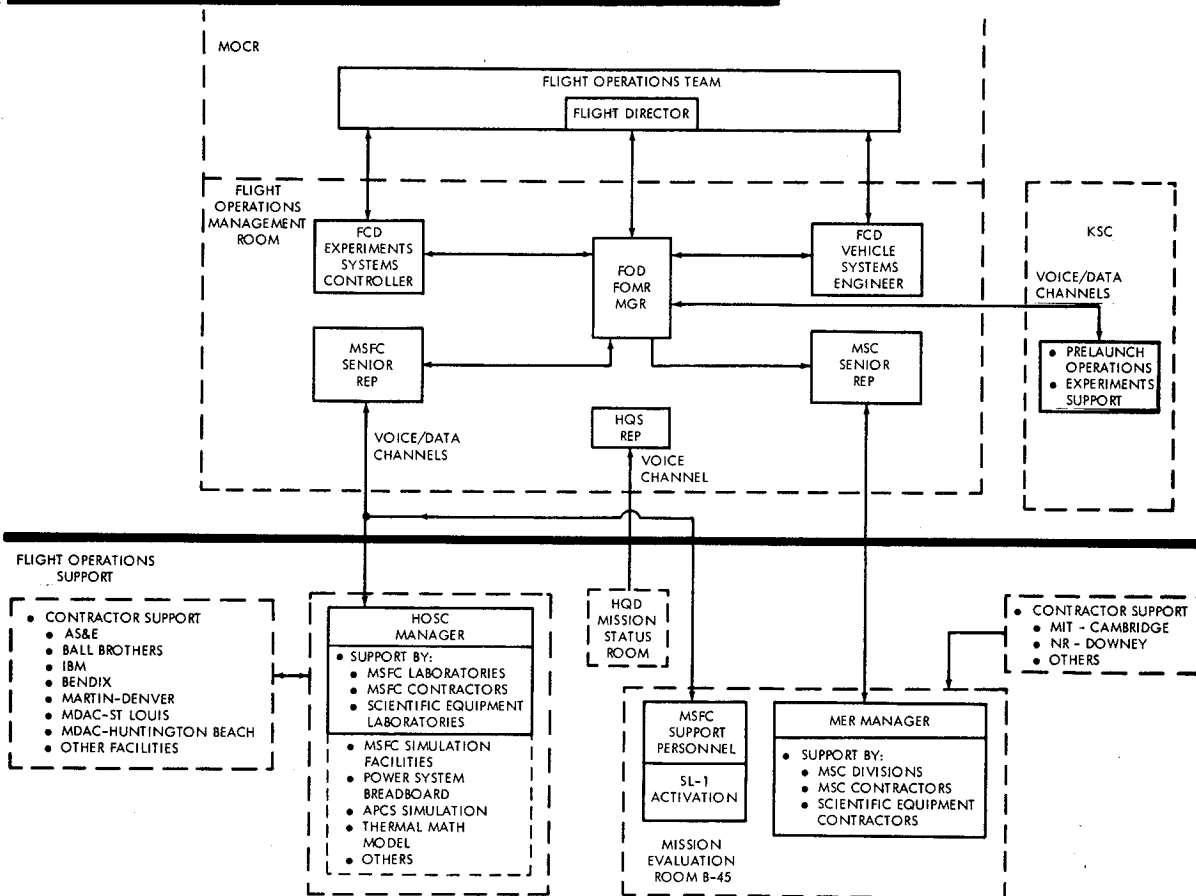 MOCR
FLIGHT OPERATIONS TEAM
FLIGHT DIRECTOR
FLIGHT
OPERATIONS
MANAGEMENT
ROOM
FCD
EXPERIMENTS
SYSTEMS
CONTROLLER
FOD
FOMR
MGR
FCD
VEHICLE
SYSTEMS
ENGINEER
KSC
VOICE/DATA
CHANNELS
• PRELAUNCH
OPERATIONS
• EXPERIMENTS
SUPPORT
MSFC
SENIOR
REP
MSC
SENIOR
REP
HQS
REP
VOICE/DATA
CHANNELS
VOICE
CHANNEL
FLIGHT OPERATIONS
SUPPORT
• CONTRACTOR SUPPORT
• AS&E
• BALL BROTHERS
• IBM
• BENDIX
• MARTIN-DENVER
• MDAC-ST LOUIS
• MDAC-HUNTINGTON BEACH
• OTHER FACILITIES
HOSC
MANAGER
• SUPPORT BY:
• MSFC LABORATORIES
• MSFC CONTRACTORS
• SCIENTIFIC EQUIPMENT
LABORATORIES
• MSFC SIMULATION
FACILITIES
• POWER SYSTEM
BREADBOARD
• APCS SIMULATION
• THERMAL MATH
MODEL
• OTHERS
HQD
MISSION
STATUS
ROOM
MSFC
SUPPORT
PERSONNEL
SL-1
ACTIVATION
MISSION
EVALUATION
ROOM B-45
MER MANAGER
• SUPPORT BY:
• MSC DIVISIONS
• MSC CONTRACTORS
• SCIENTIFIC EQUIPMENT
CONTRACTORS
• CONTRACTOR SUPPORT
• MIT - CAMBRIDGE
• NR - DOWNEY
• OTHERS